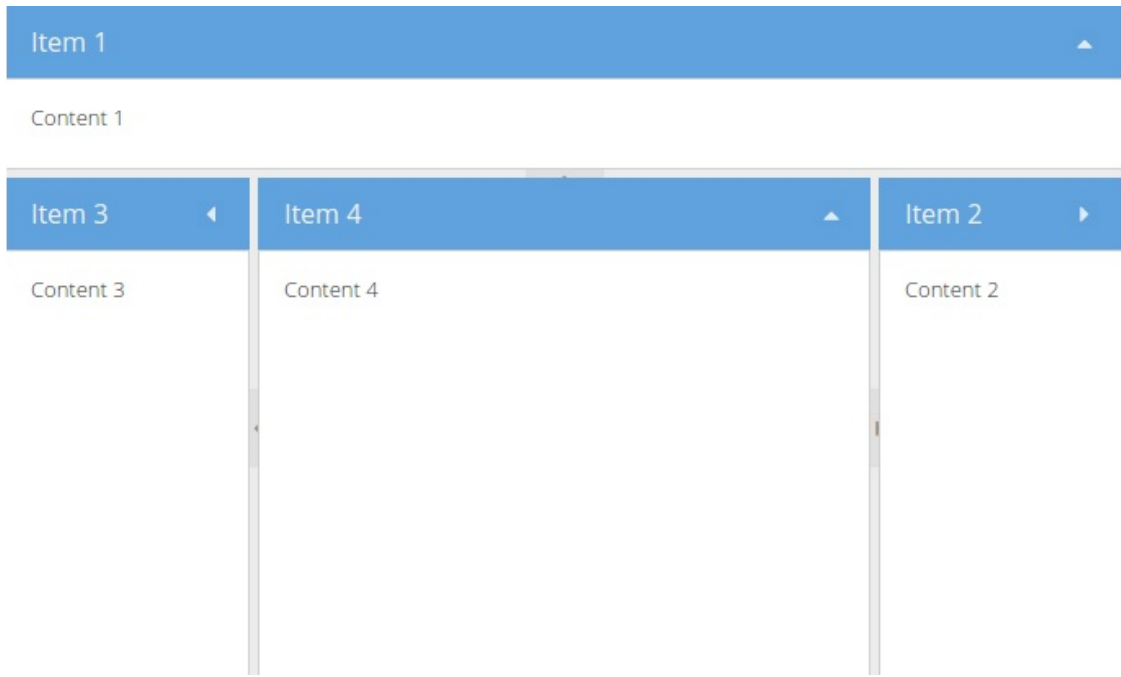 Item 1
Content 1
Item 3
Item 4
Item 2
Content 3
Content 4
Content 2